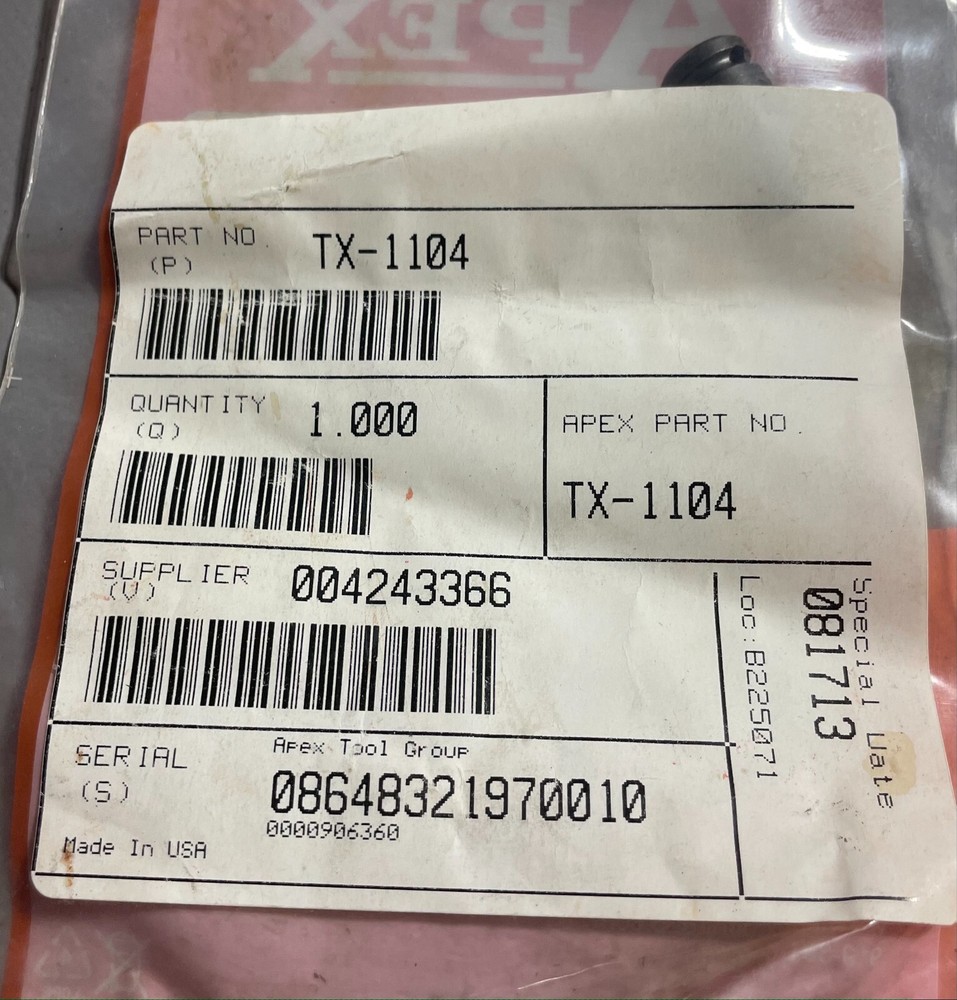 APEX
PART NO.
(P)
TX-1104
QUANTITY
(Q)
1.000
APEX PART NO.
TX-1104
SUPPLIER
(V)
004243366
Special Date
081713
Loc:B225071
SERIAL
(S)
Apex Tool Group
08648321970010
0000906360
Made In USA